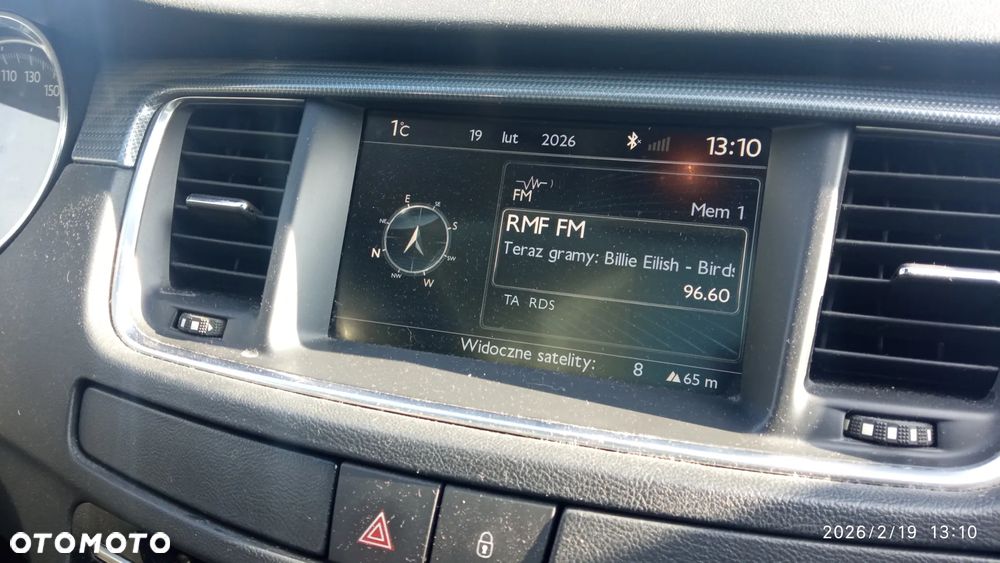 110 130 150
1°C 19 lut 2026 13:10
FM
Mem 1
RMF FM
Teraz gramy: Billie Eilish - Birds
96.60
TA RDS
E
SE
S
SW
W
NW
N
NE
Widoczne satelity: 8 65 m
OTOMOTO
2026/2/19 13:10